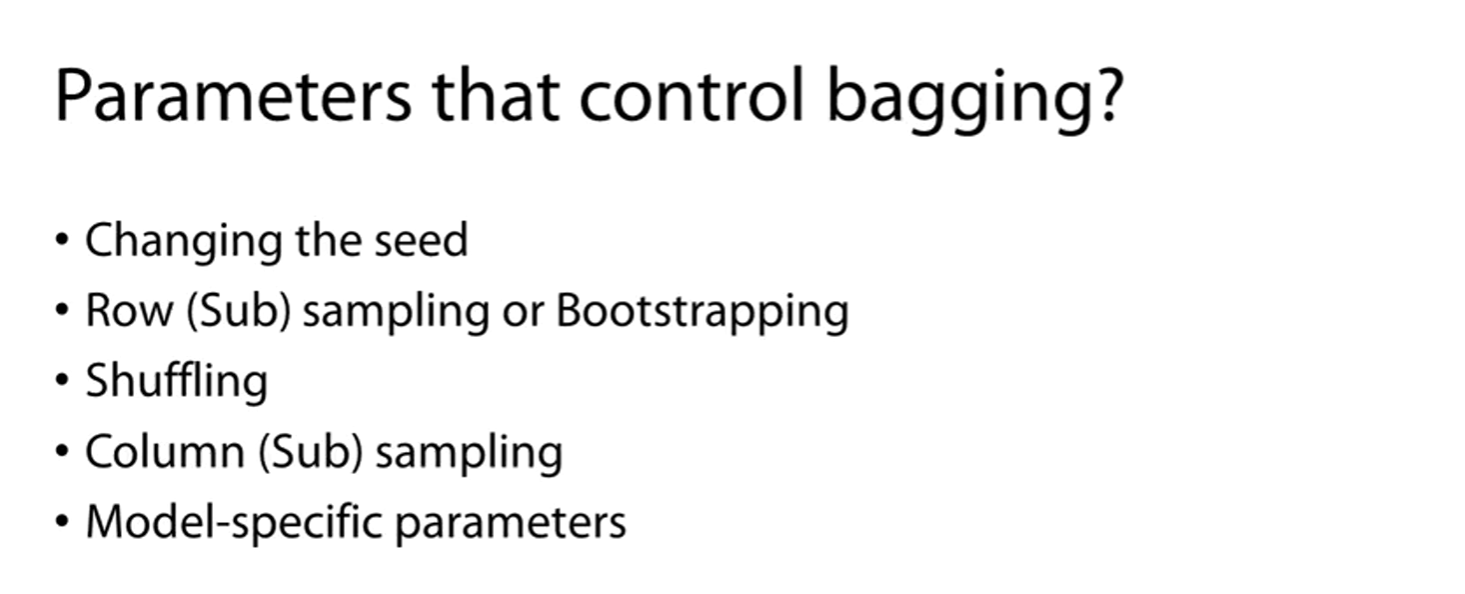 Parameters that control bagging?
• Changing the seed
• Row (Sub) sampling or Bootstrapping
• Shuffling
• Column (Sub) sampling
• Model-specific parameters